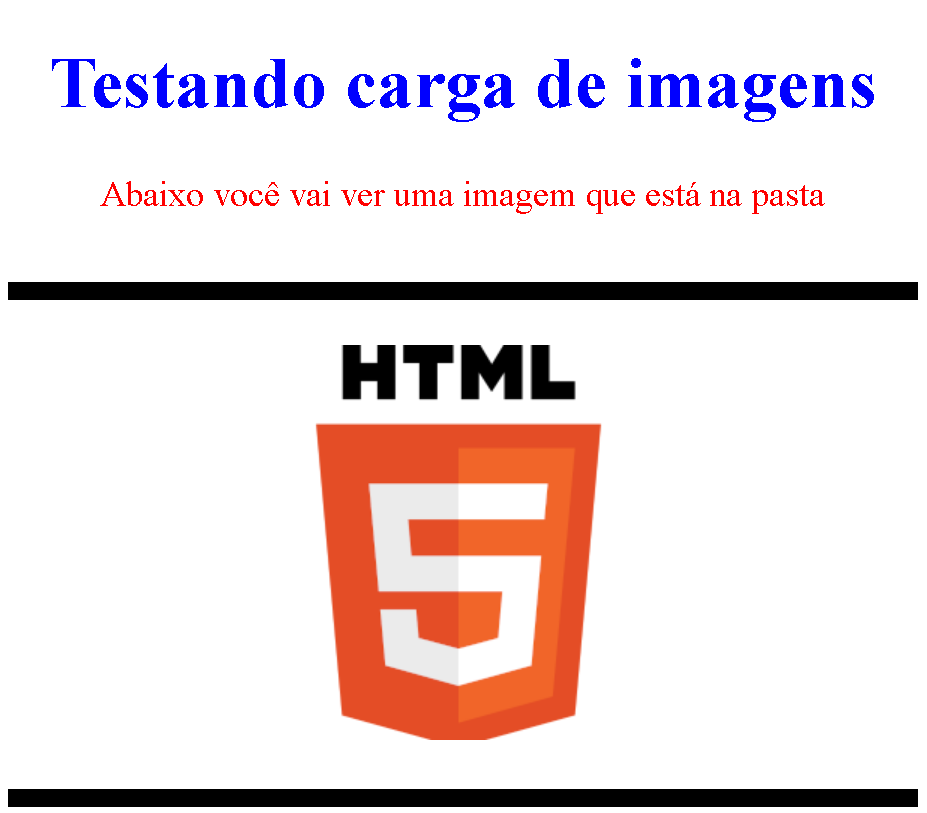 Testando carga de imagens
Abaixo você vai ver uma imagem que está na pasta
HTML
5